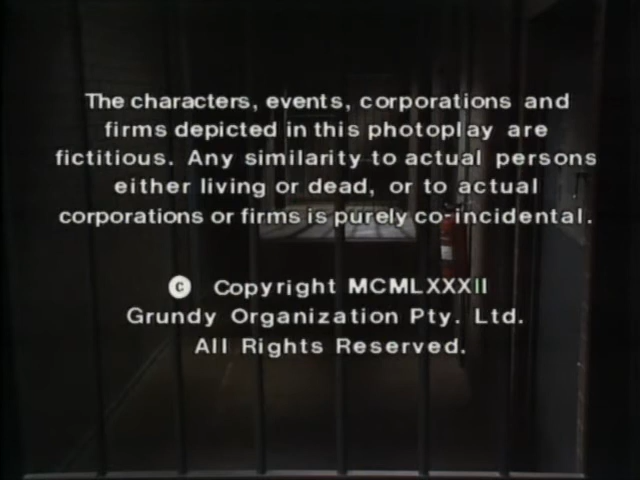 The characters, events, corporations and
firms depicted in this photoplay are
fictitious. Any similarity to actual persons
either living or dead, or to actual
corporations or firms is purely co-incidental.
© Copyright MCMLXXXII
Grundy Organization Pty. Ltd.
All Rights Reserved.